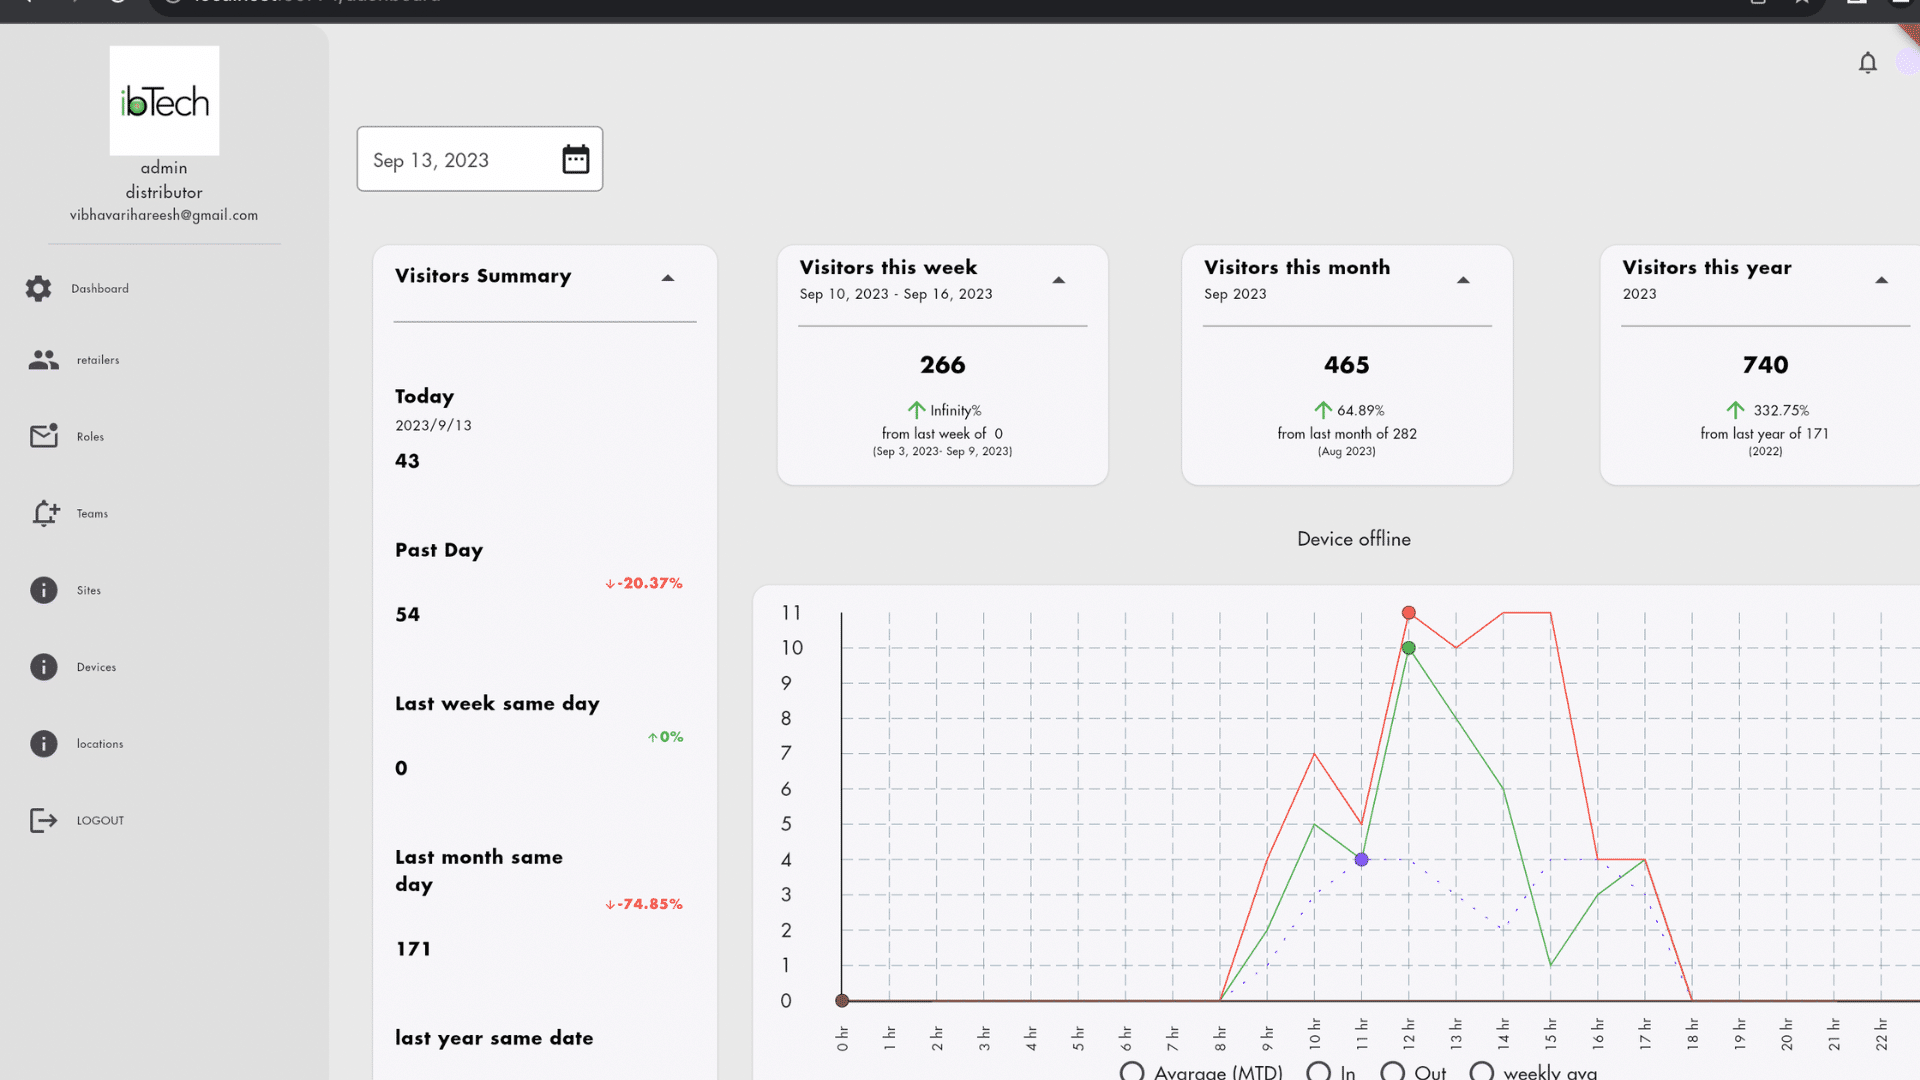 ibTech
admin
distributor
vibhavarihareesh@gmail.com
Dashboard
retailers
Roles
Teams
Sites
Devices
locations
LOGOUT
Sep 13, 2023
Visitors Summary
Today
2023/9/13
43
Past Day
-20.37%
54
Last week same day
0%
0
Last month same
day
-74.85%
171
last year same date
Visitors this week
Sep 10, 2023 - Sep 16, 2023
266
Infinity%
from last week of 0
(Sep 3, 2023- Sep 9, 2023)
Visitors this month
Sep 2023
465
64.89%
from last month of 282
(Aug 2023)
Visitors this year
2023
740
332.75%
from last year of 171
(2022)
Device offline
11
10
9
8
7
6
5
4
3
2
1
0
0 hr
1 hr
2 hr
3 hr
4 hr
5 hr
6 hr
7 hr
8 hr
9 hr
10 hr
11 hr
12 hr
13 hr
14 hr
15 hr
16 hr
17 hr
18 hr
19 hr
20 hr
21 hr
22 hr
Avarage (MTD) In Out weekly avg